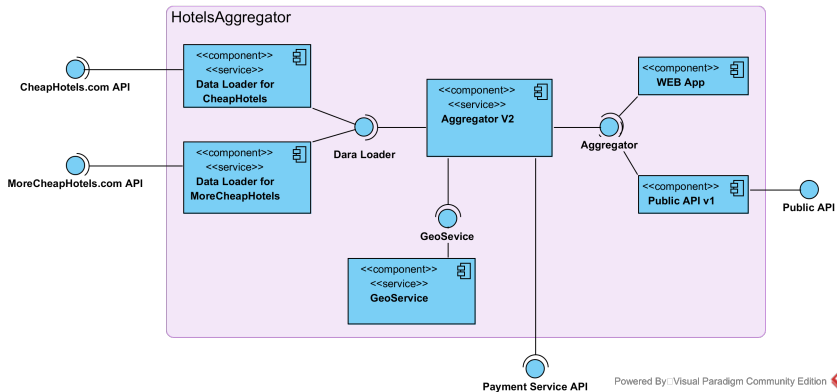 HotelsAggregator
<<component>>
<<service>>
Data Loader for
CheapHotels
CheapHotels.com API
<<component>>
<<service>>
Data Loader for
MoreCheapHotels
MoreCheapHotels.com API
Dara Loader
<<component>>
<<service>>
Aggregator V2
Aggregator
<<component>>
WEB App
<<component>>
Public API v1
Public API
GeoSevice
<<component>>
<<service>>
GeoService
Payment Service API
Powered By Visual Paradigm Community Edition